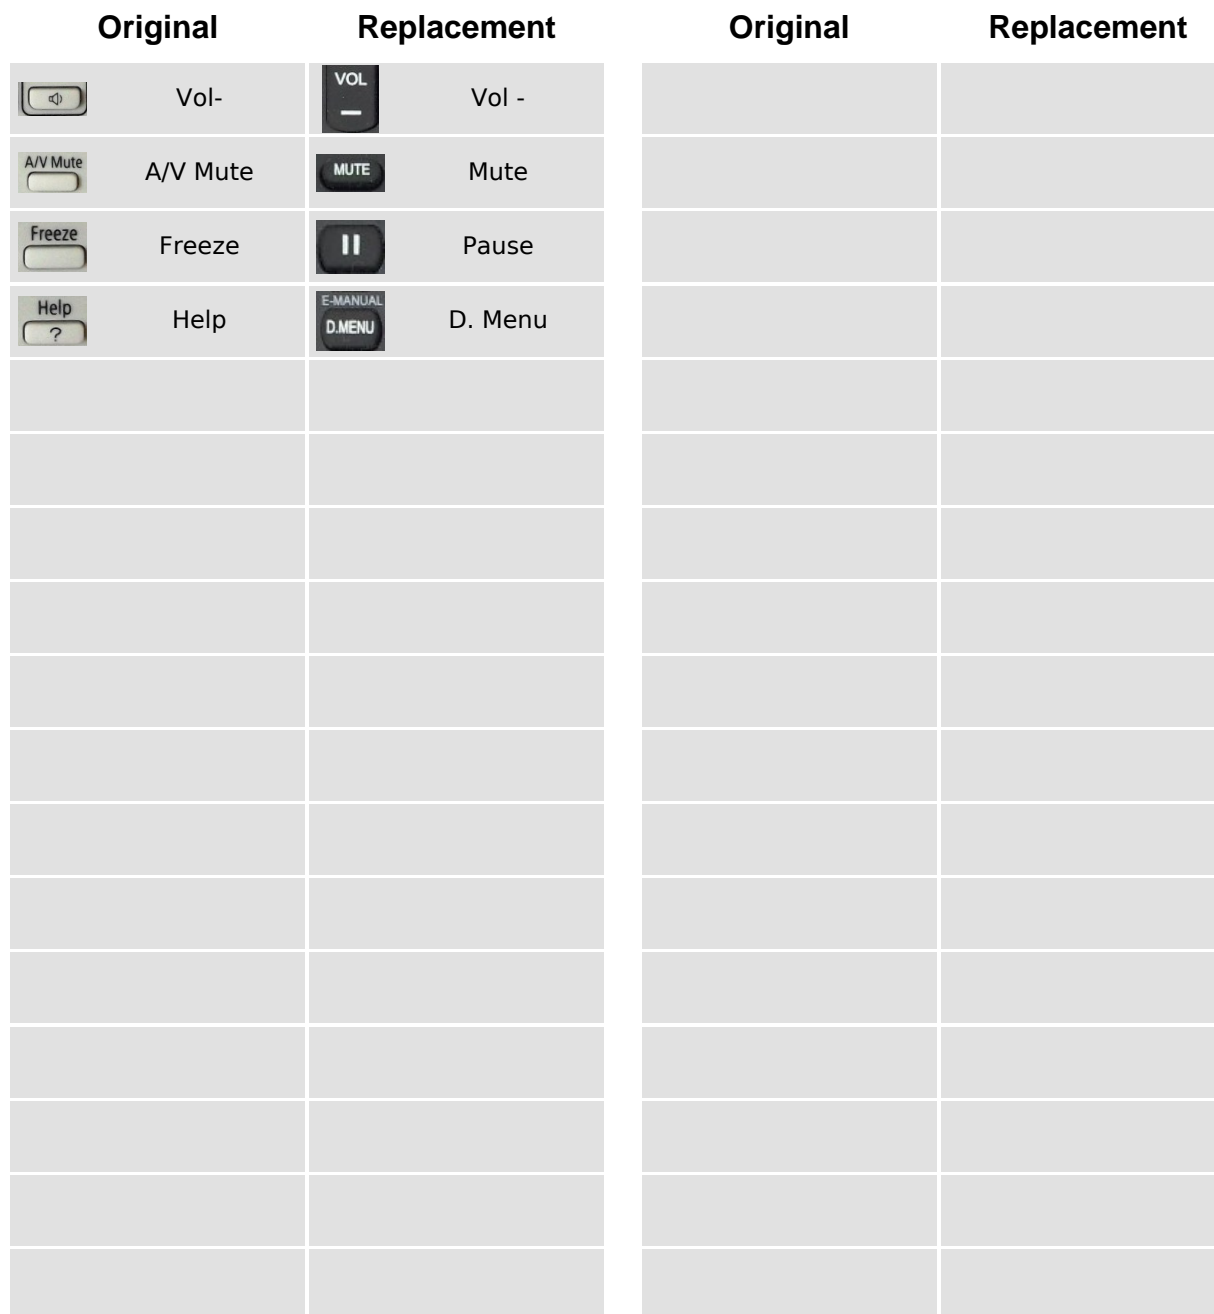 Original Replacement Original Replacement
Vol- VOL Vol -
A/V Mute A/V Mute MUTE Mute
Freeze Freeze Pause
Help ? Help E-MANUAL D.MENU D. Menu